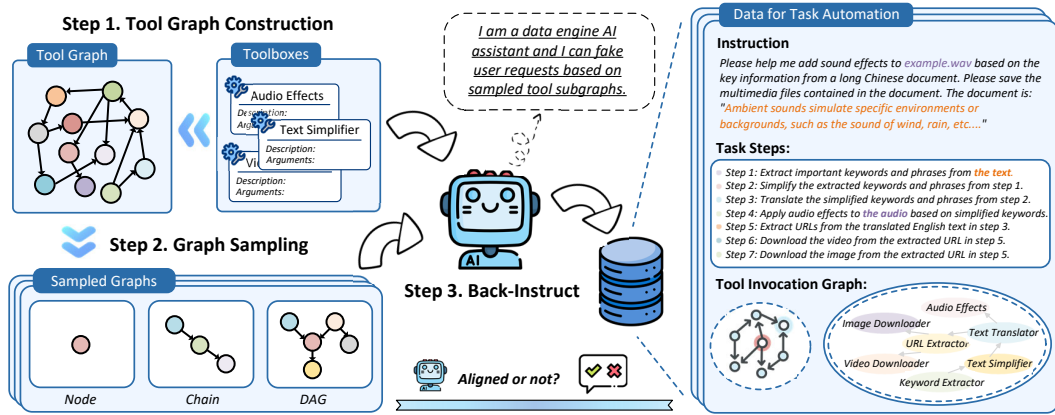 Step 1. Tool Graph Construction
Tool Graph
Toolboxes
Audio Effects
Description:
Text Simplifier
Description:
Arguments:
Description:
Arguments:
Step 2. Graph Sampling
Sampled Graphs
Node
Chain
DAG
I am a data engine AI
assistant and I can fake
user requests based on
sampled tool subgraphs.
AI
Step 3. Back-Instruct
Aligned or not?
Data for Task Automation
Instruction
Please help me add sound effects to example.wav based on the
key information from a long Chinese document. Please save the
multimedia files contained in the document. The document is:
"Ambient sounds simulate specific environments or
backgrounds, such as the sound of wind, rain, etc...."
Task Steps:
Step 1: Extract important keywords and phrases from the text.
Step 2: Simplify the extracted keywords and phrases from step 1.
Step 3: Translate the simplified keywords and phrases from step 2.
Step 4: Apply audio effects to the audio based on simplified keywords.
Step 5: Extract URLs from the translated English text in step 3.
Step 6: Download the video from the extracted URL in step 5.
Step 7: Download the image from the extracted URL in step 5.
Tool Invocation Graph:
Audio Effects
Image Downloader
Text Translator
URL Extractor
Video Downloader
Text Simplifier
Keyword Extractor